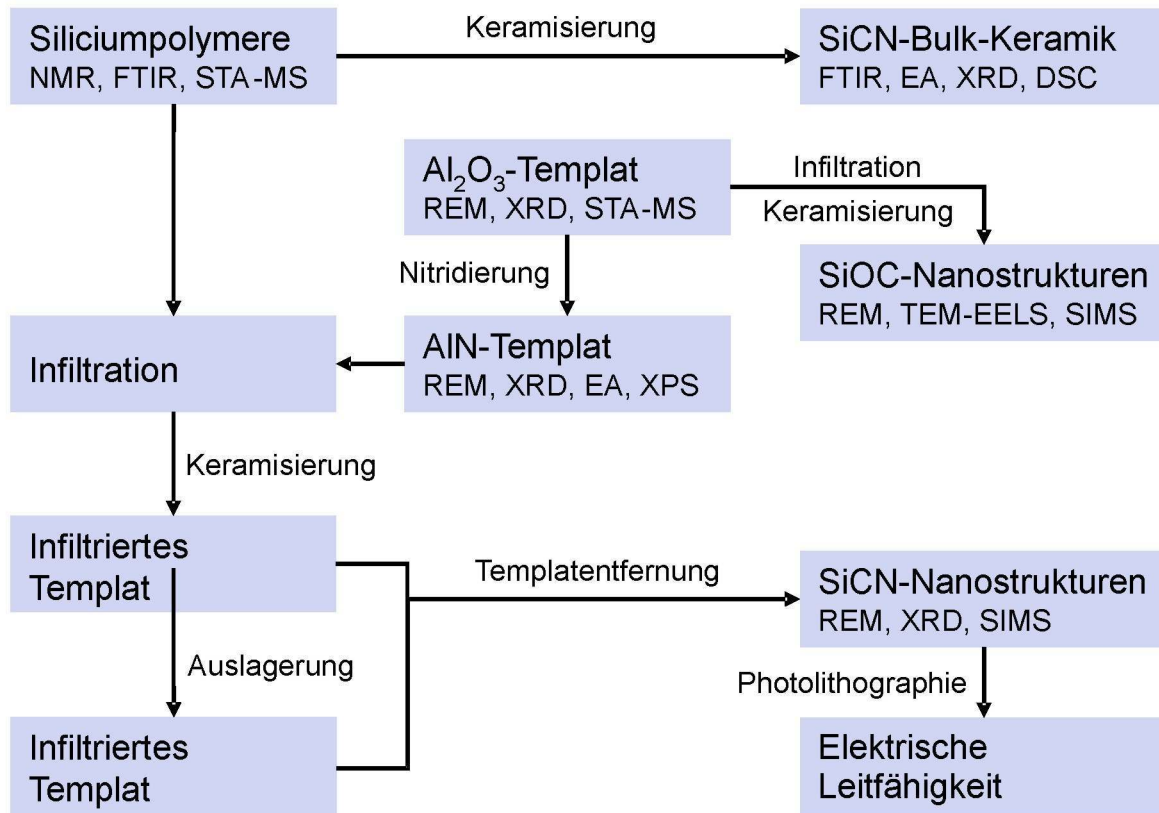 Siliciumpolymere
NMR, FTIR, STA-MS
Keramisierung
SiCN-Bulk-Keramik
FTIR, EA, XRD, DSC
Al₂O₃-Templat
REM, XRD, STA-MS
Infiltration
Keramisierung
Nitridierung
SiOC-Nanostrukturen
REM, TEM-EELS, SIMS
Infiltration
AlN-Templat
REM, XRD, EA, XPS
Keramisierung
Infiltriertes
Templat
Templatentfernung
SiCN-Nanostrukturen
REM, XRD, SIMS
Auslagerung
Photolithographie
Infiltriertes
Templat
Elektrische
Leitfähigkeit